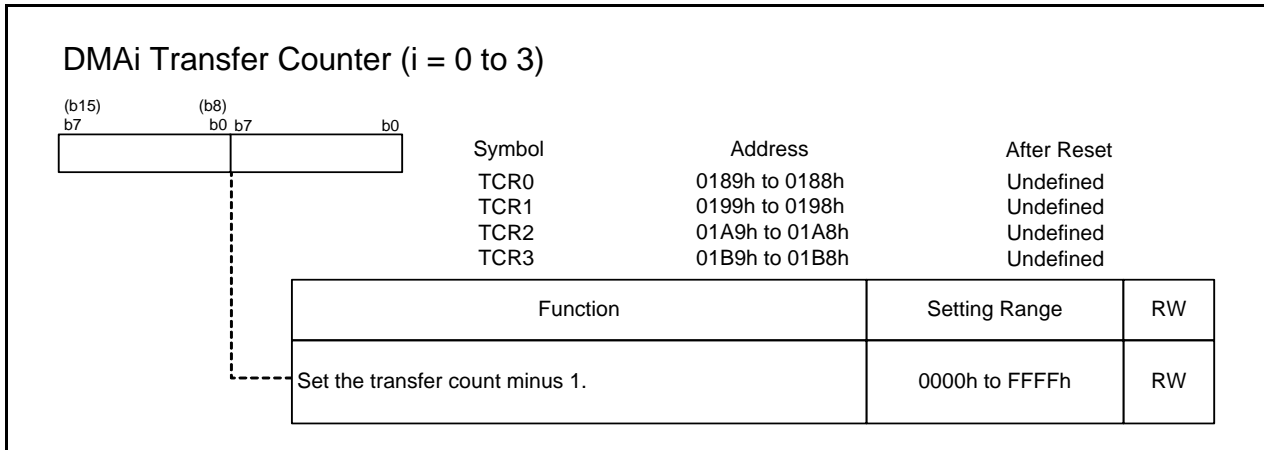 DMAi Transfer Counter (i = 0 to 3)
(b15) (b8)
b7 b0 b7 b0
Symbol Address After Reset
TCR0 0189h to 0188h Undefined
TCR1 0199h to 0198h Undefined
TCR2 01A9h to 01A8h Undefined
TCR3 01B9h to 01B8h Undefined
Function Setting Range RW
Set the transfer count minus 1. 0000h to FFFFh RW